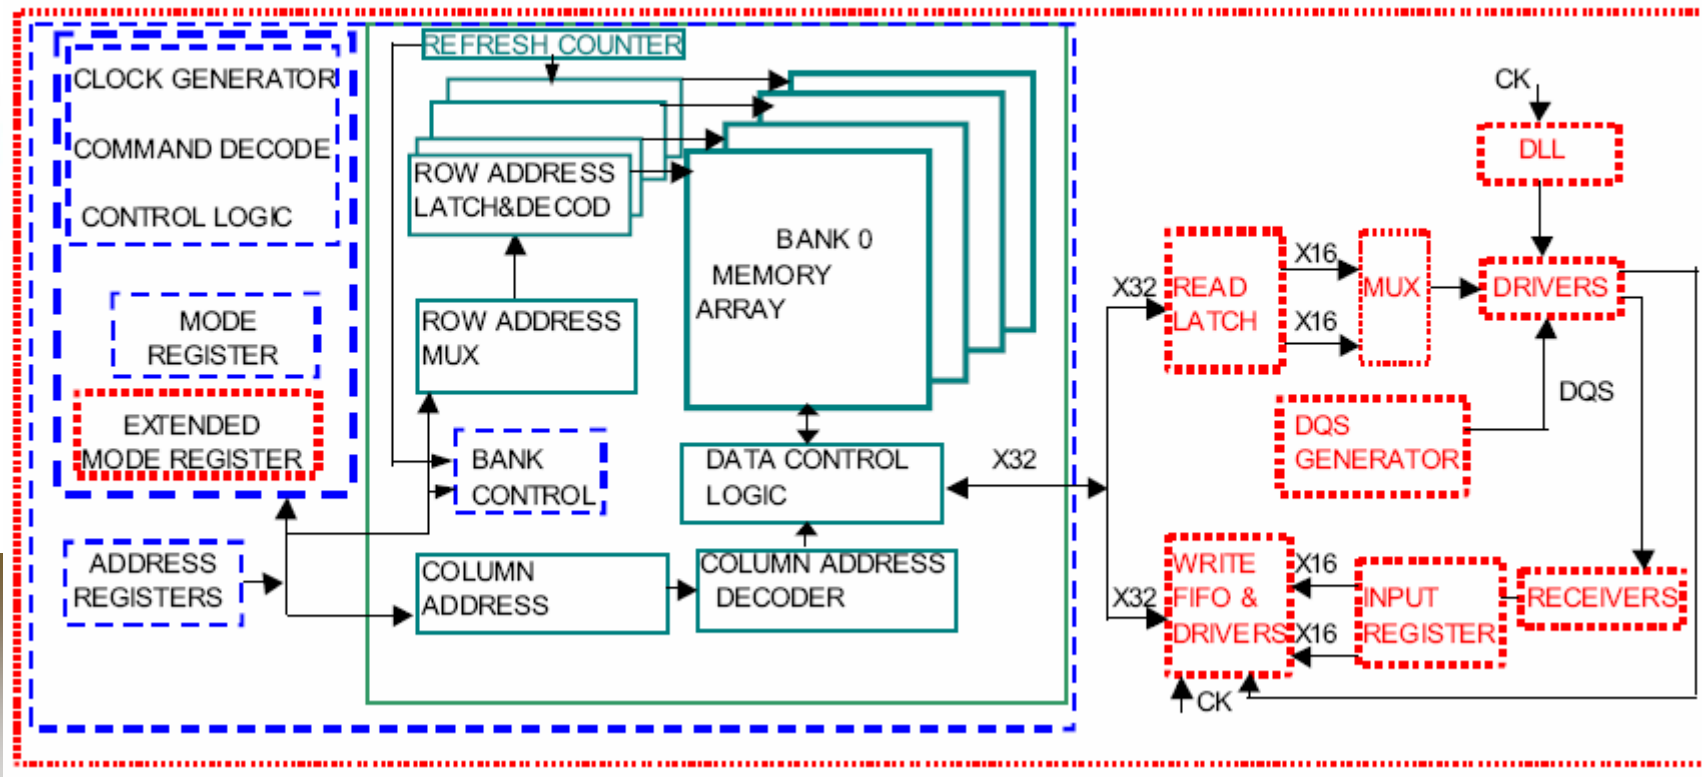 REFRESH COUNTER
CLOCK GENERATOR
COMMAND DECODE
CONTROL LOGIC
MODE
REGISTER
EXTENDED
MODE REGISTER
ADDRESS
REGISTERS
ROW ADDRESS
LATCH&DECOD
ROW ADDRESS
MUX
BANK
CONTROL
COLUMN
ADDRESS
BANK 0
MEMORY
ARRAY
DATA CONTROL
LOGIC
COLUMN ADDRESS
DECODER
X32
X32
X32
READ
LATCH
X16
X16
MUX
CK
DLL
DRIVERS
DQS
DQS
GENERATOR
WRITE
FIFO &
DRIVERS
X16
X16
INPUT
REGISTER
RECEIVERS
CK